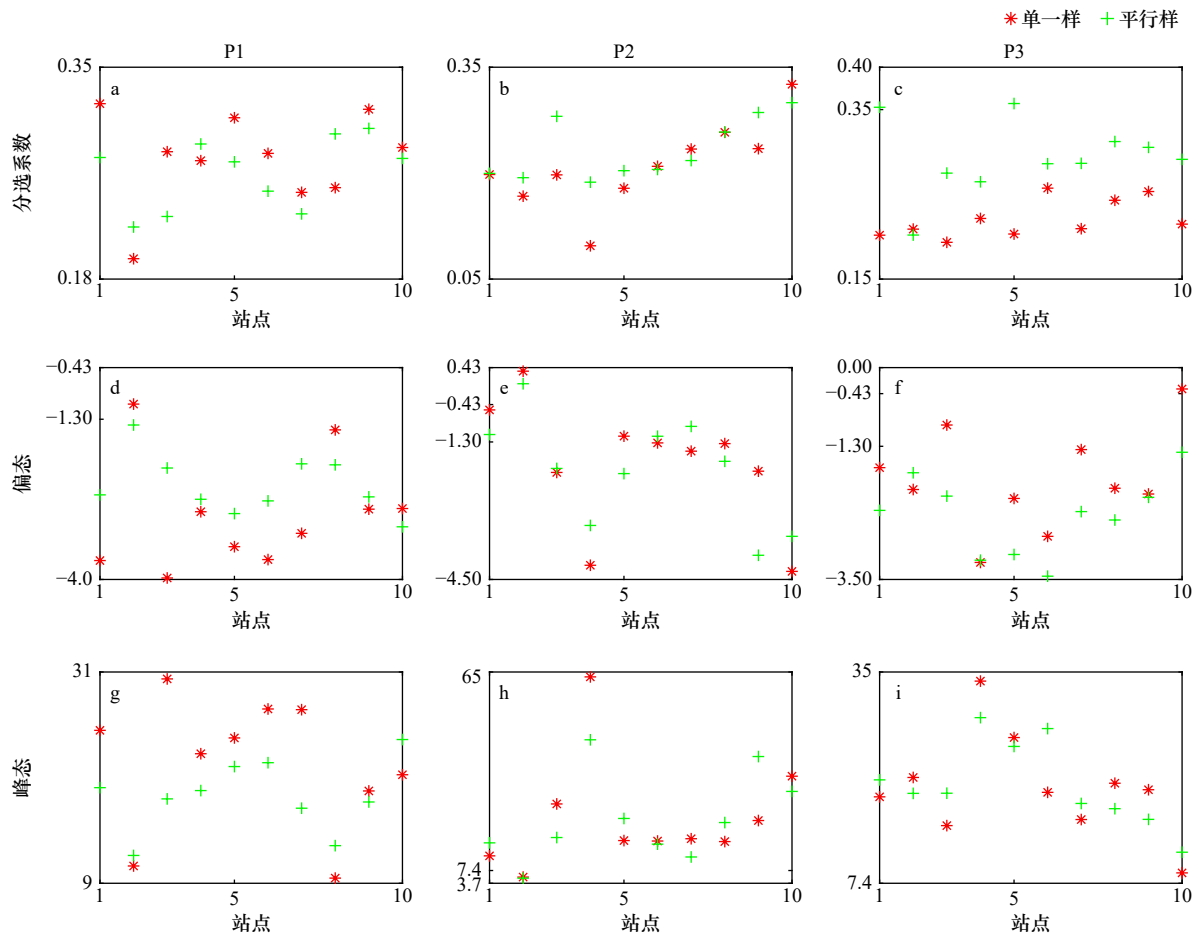 单一样 平行样
P1 P2 P3
0.35 a 0.35 b 0.40 c
0.35
分选系数
0.18 0.05 0.15
1 5 10 1 5 10 1 5 10
站点 站点 站点
−0.43 d 0.43 e 0.00 f
−0.43 −0.43
−1.30 −1.30 −1.30
偏态
−4.0 −4.50 −3.50
1 5 10 1 5 10 1 5 10
站点 站点 站点
31 g 65 h 35 i
峰态
7.4
9 3.7 7.4
1 5 10 1 5 10 1 5 10
站点 站点 站点